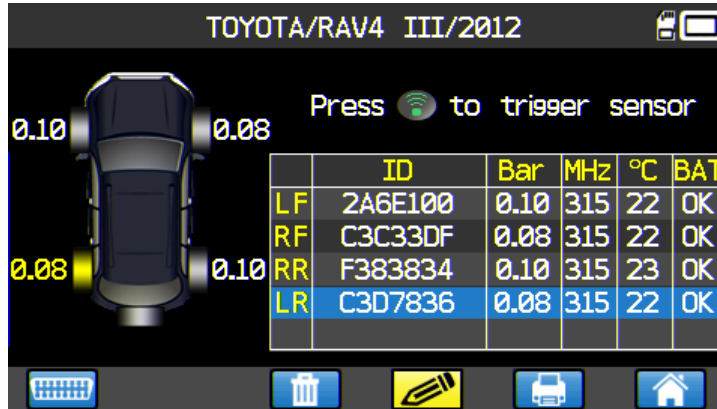 TOYOTA/RAV4 III/2012
Press to trigger sensor
0.10 0.08
0.08 0.10
ID Bar MHz °C BAT
LF 2A6E100 0.10 315 22 OK
RF C3C33DF 0.08 315 22 OK
RR F383834 0.10 315 23 OK
LR C3D7836 0.08 315 22 OK